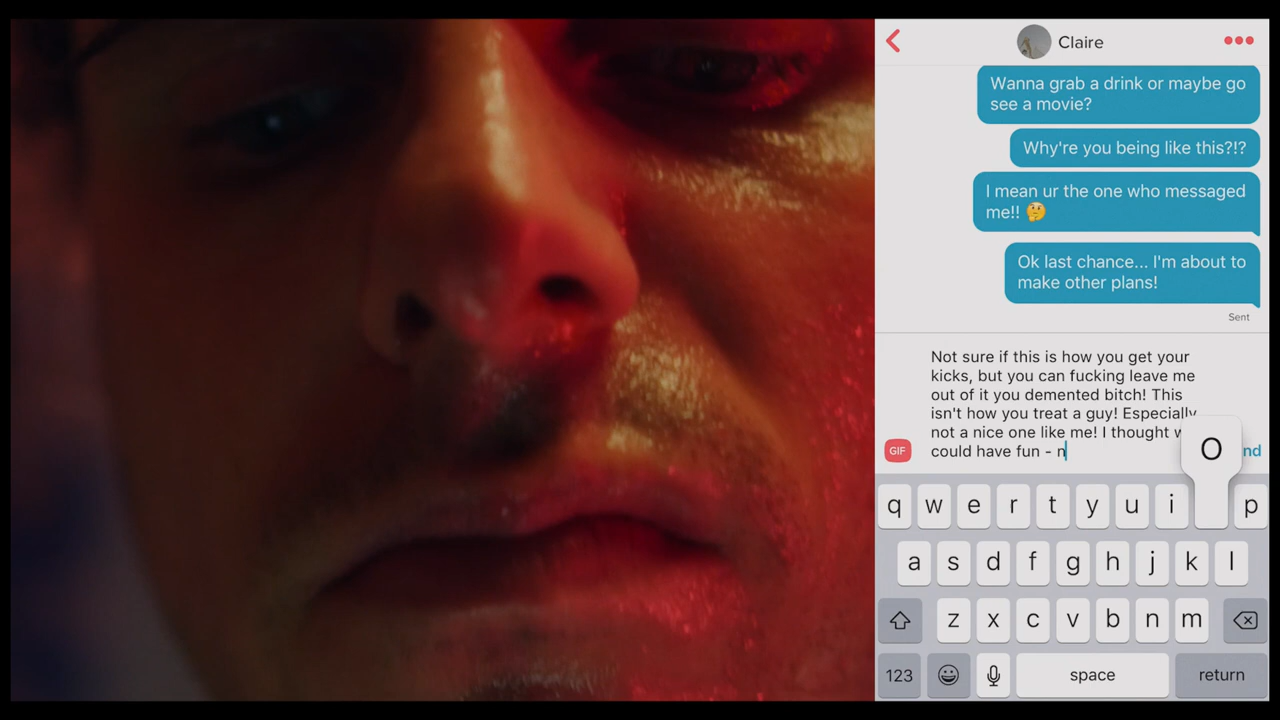 Claire
Wanna grab a drink or maybe go
see a movie?
Why're you being like this?!?
I mean ur the one who messaged
me!! 🤔
Ok last chance... I'm about to
make other plans!
Sent
Not sure if this is how you get your
kicks, but you can fucking leave me
out of it you demented bitch! This
isn't how you treat a guy! Especially
not a nice one like me! I thought
could have fun - n
GIF
O
q w e r t y u i p
a s d f g h j k l
z x c v b n m
123 space return